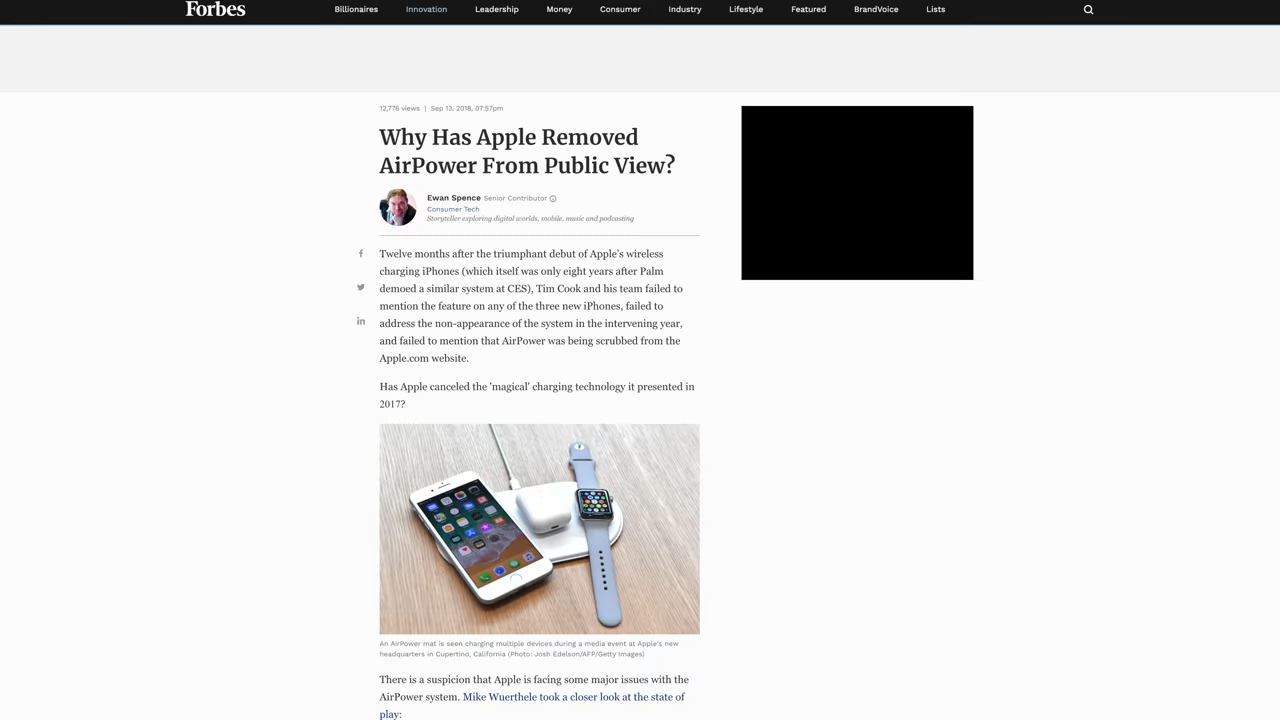 Forbes
Billionaires Innovation Leadership Money Consumer Industry Lifestyle Featured BrandVoice Lists
12,776 views | Sep 13, 2018, 07:57pm
Why Has Apple Removed
AirPower From Public View?
Ewan Spence Senior Contributor
Consumer Tech
Storyteller exploring digital worlds, mobile, music and podcasting
Twelve months after the triumphant debut of Apple's wireless
charging iPhones (which itself was only eight years after Palm
demoed a similar system at CES), Tim Cook and his team failed to
mention the feature on any of the three new iPhones, failed to
address the non-appearance of the system in the intervening year,
and failed to mention that AirPower was being scrubbed from the
Apple.com website.
Has Apple canceled the 'magical' charging technology it presented in
2017?
An AirPower mat is seen charging multiple devices during a media event at Apple's new
headquarters in Cupertino, California (Photo: Josh Edelson/AFP/Getty Images)
There is a suspicion that Apple is facing some major issues with the
AirPower system. Mike Wuerthele took a closer look at the state of
play: